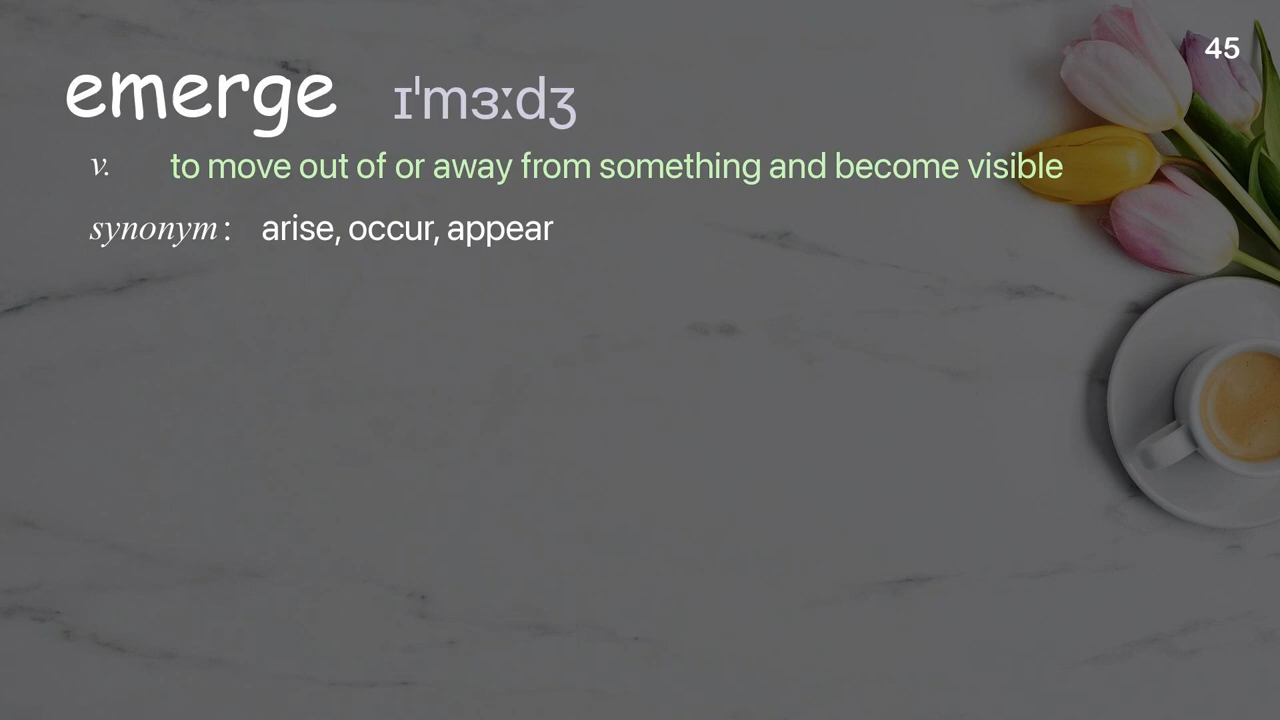 45
emerge ɪˈmɜːdʒ
v. to move out of or away from something and become visible
synonym: arise, occur, appear